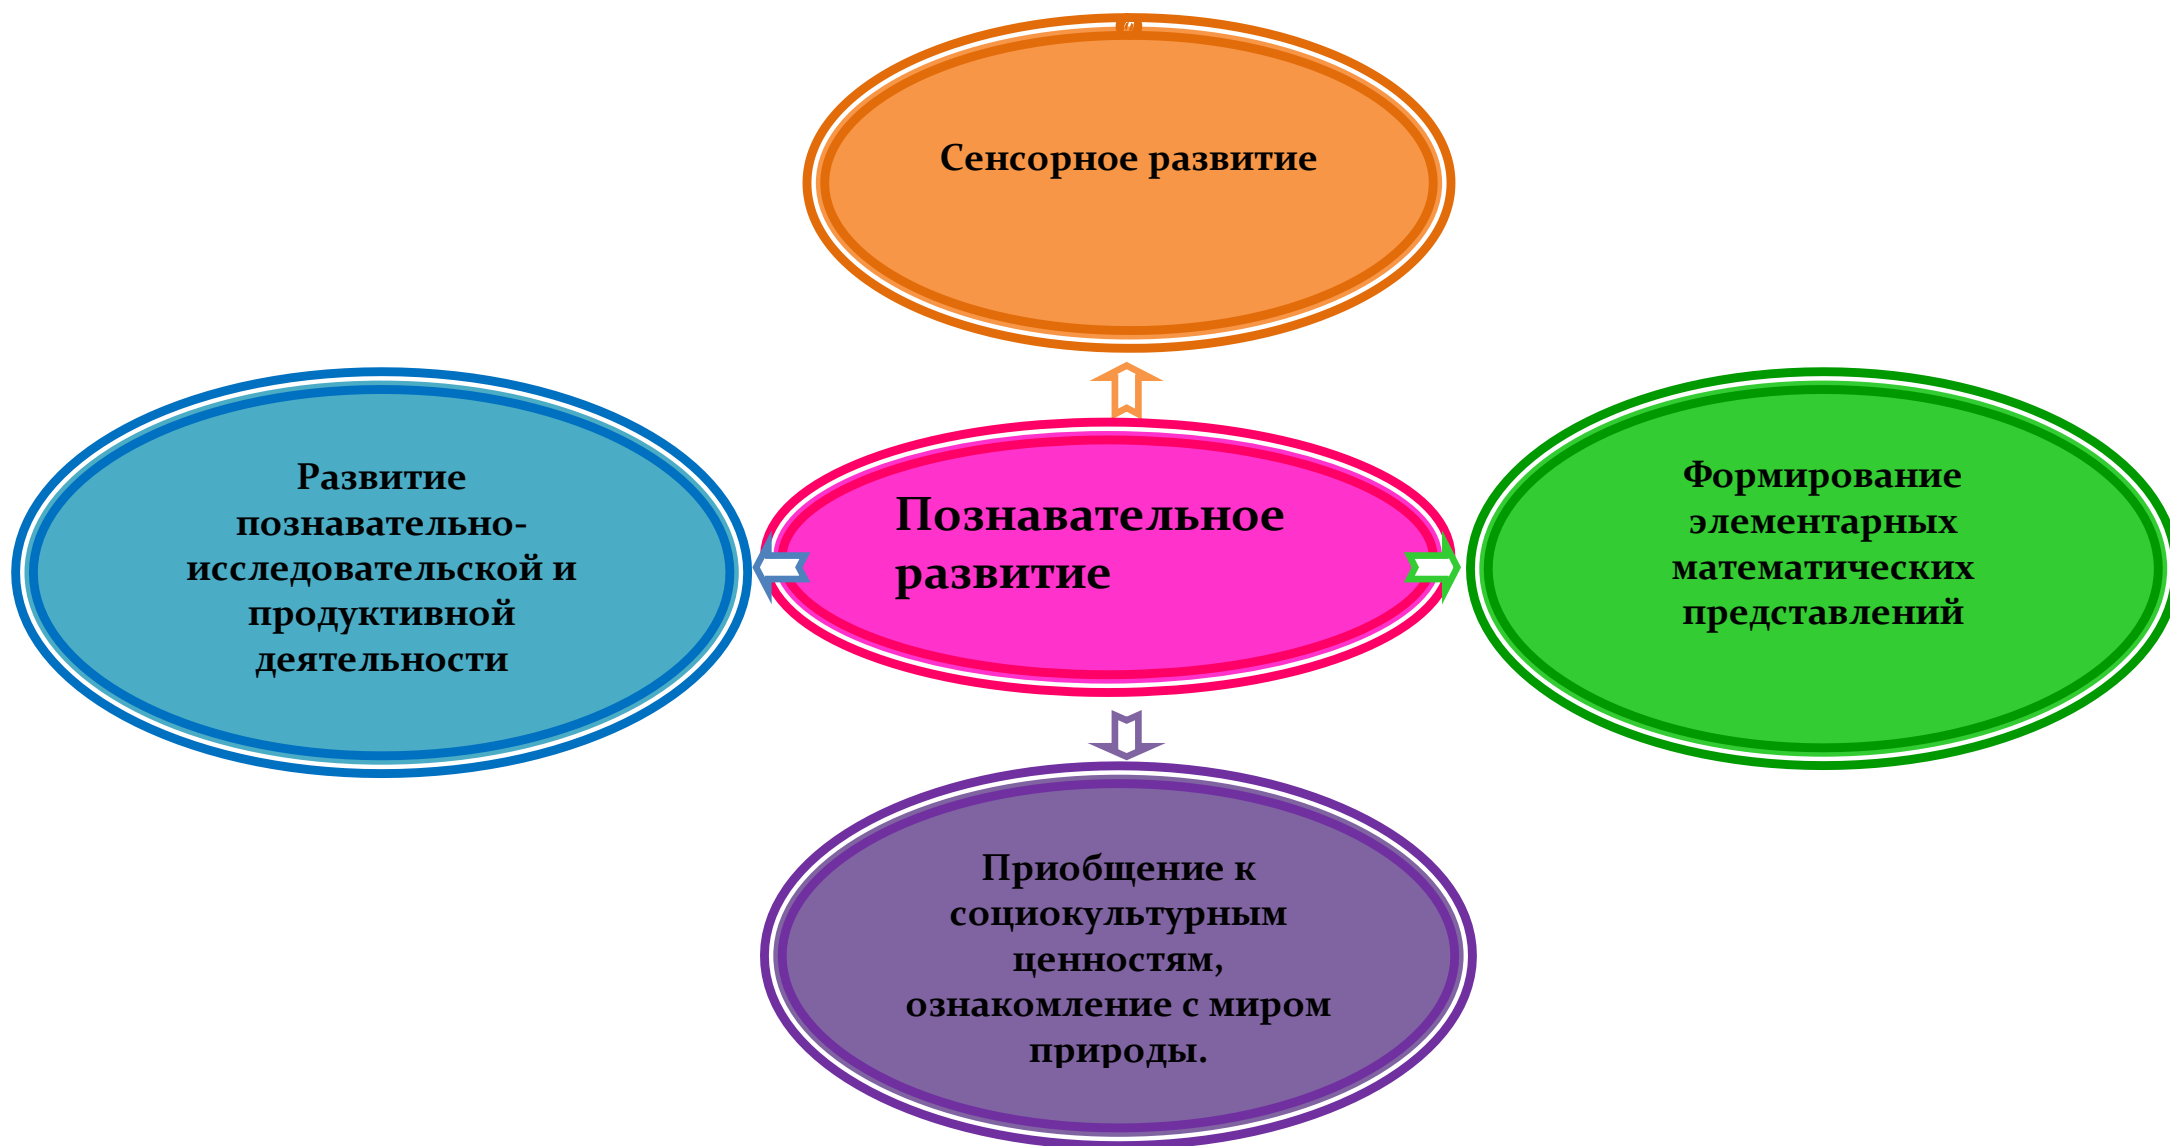 Сенсорное развитие
Развитие
познавательно-
исследовательской и
продуктивной
деятельности
Познавательное
развитие
Формирование
элементарных
математических
представлений
Приобщение к
социокультурным
ценностям,
ознакомление с миром
природы.